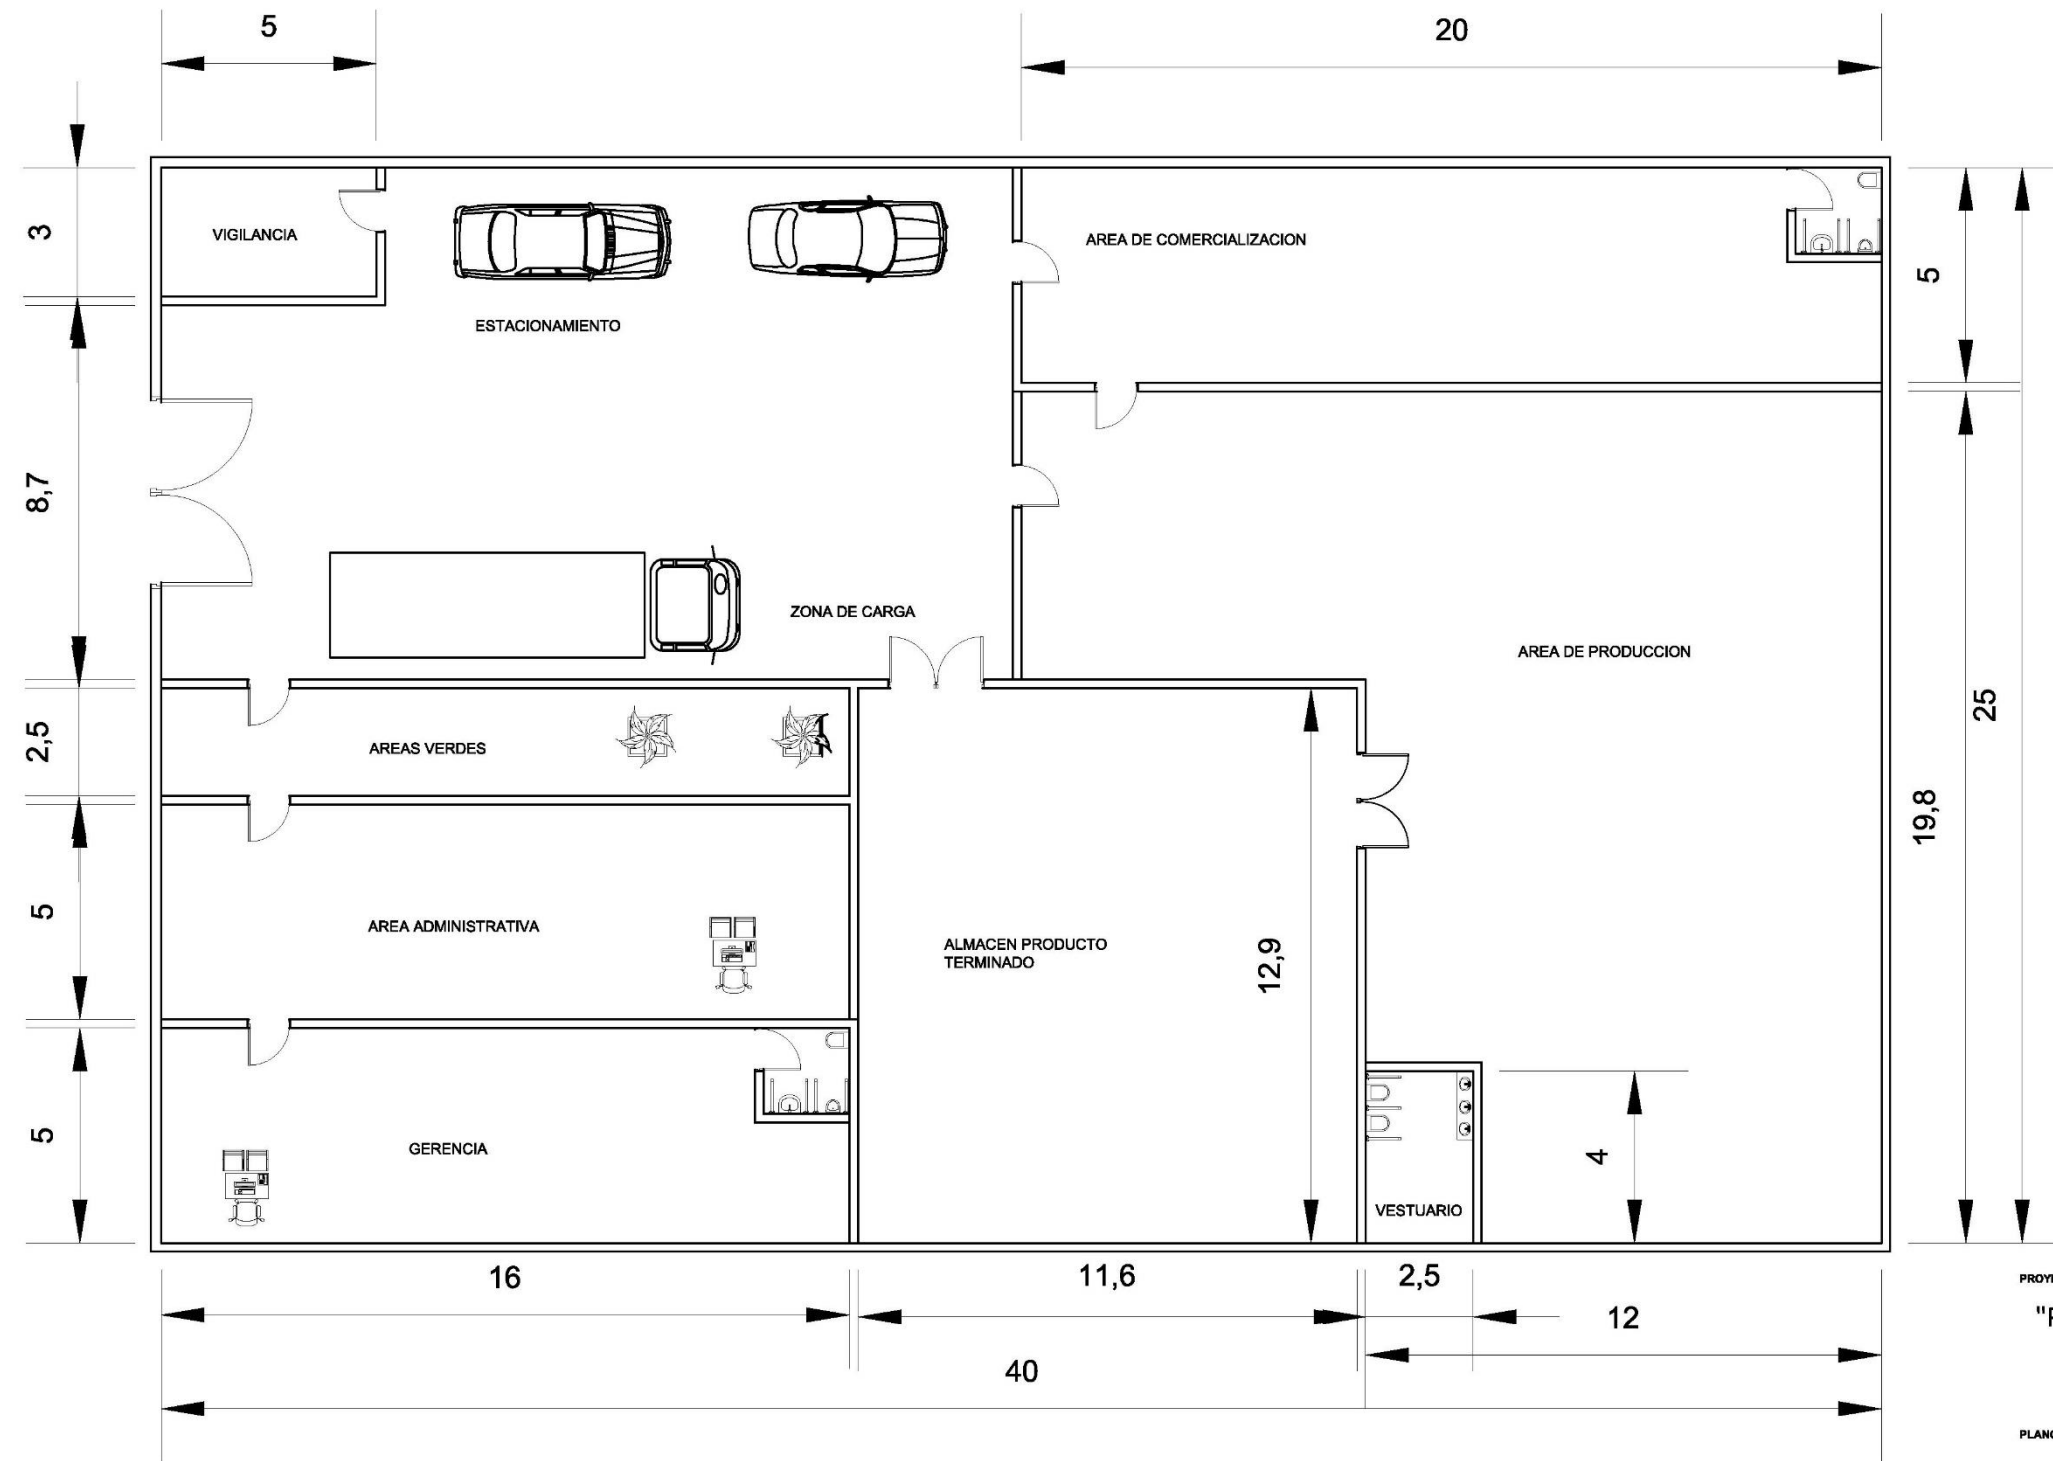 5
20
3
VIGILANCIA
AREA DE COMERCIALIZACION
5
ESTACIONAMIENTO
8,7
ZONA DE CARGA
AREA DE PRODUCCION
25
2,5
AREAS VERDES
19,8
5
AREA ADMINISTRATIVA
ALMACEN PRODUCTO
TERMINADO
12,9
5
GERENCIA
4
VESTUARIO
16
11,6
2,5
12
40